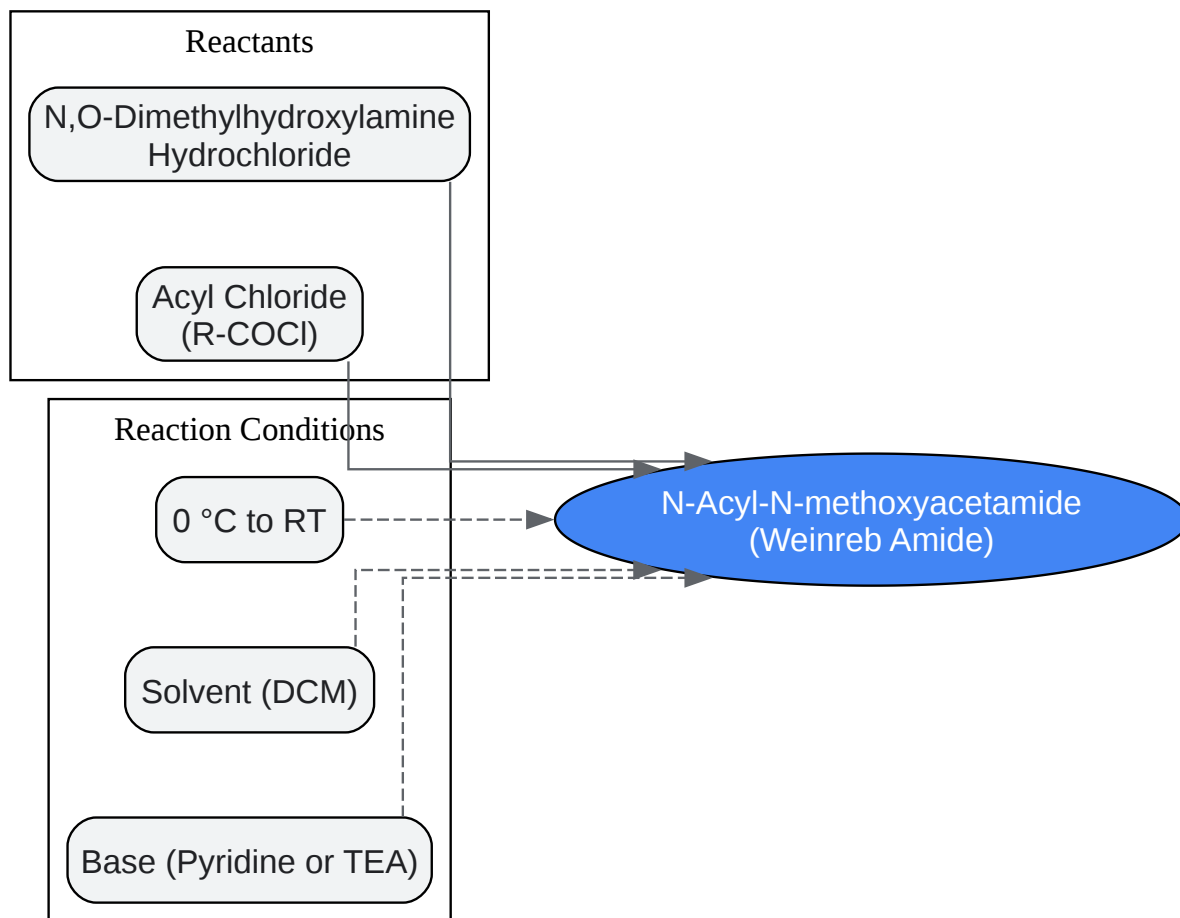 Reactants
N,O-Dimethylhydroxylamine
Hydrochloride
Acyl Chloride
(R-COCl)
Reaction Conditions
0 °C to RT
N-Acyl-N-methoxyacetamide
(Weinreb Amide)
Solvent (DCM)
Base (Pyridine or TEA)